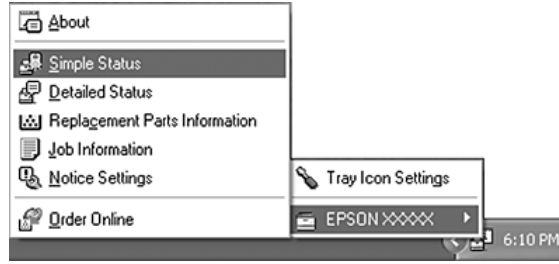 About
Simple Status
Detailed Status
Replacement Parts Information
Job Information
Notice Settings
Order Online
Tray Icon Settings
EPSON XXXXX
6:10 PM